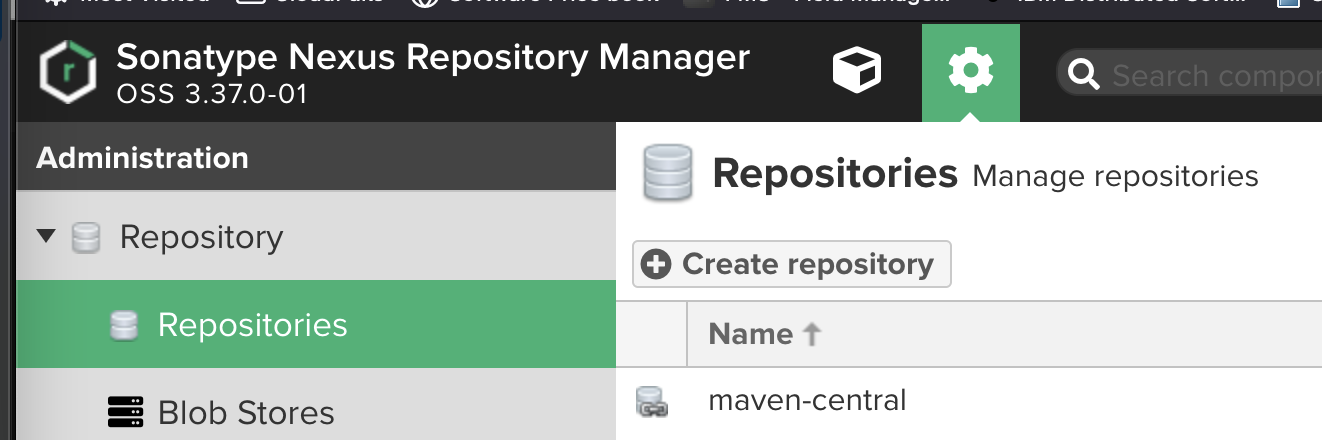 Sonatype Nexus Repository Manager
OSS 3.37.0-01
Search compo
Administration
Repositories Manage repositories
Repository
Create repository
Repositories
Name
Blob Stores
maven-central